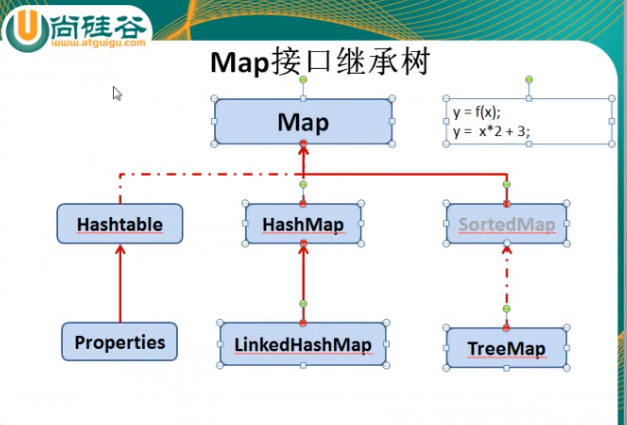 尚硅谷
www.atguigu.com
Map接口继承树
Map
y = f(x);
y = x*2 + 3;
Hashtable
HashMap
SortedMap
Properties
LinkedHashMap
TreeMap